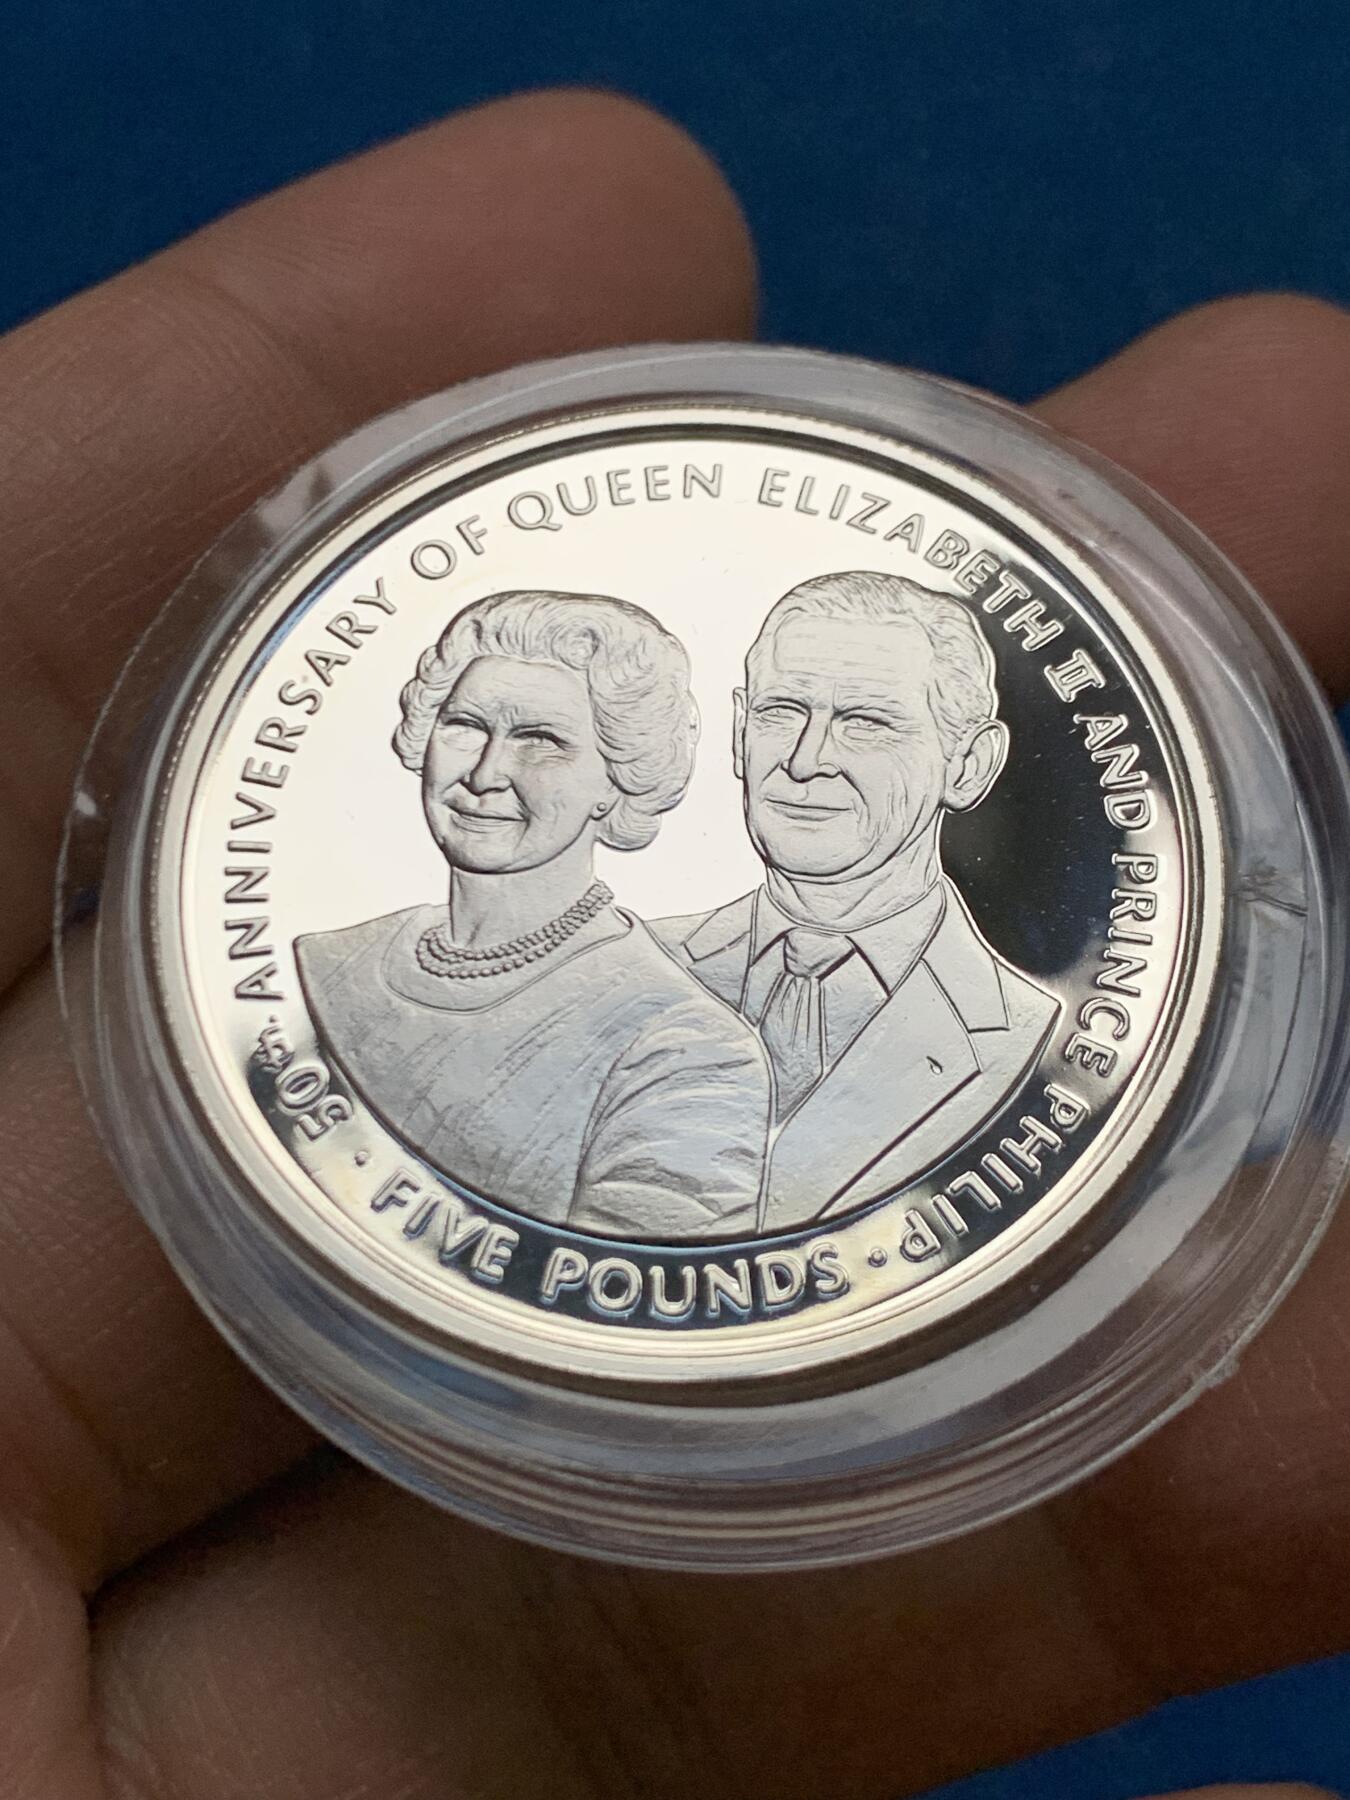 50th ANNIVERSARY OF QUEEN ELIZABETH II AND PRINCE PHILIP
· FIVE POUNDS ·